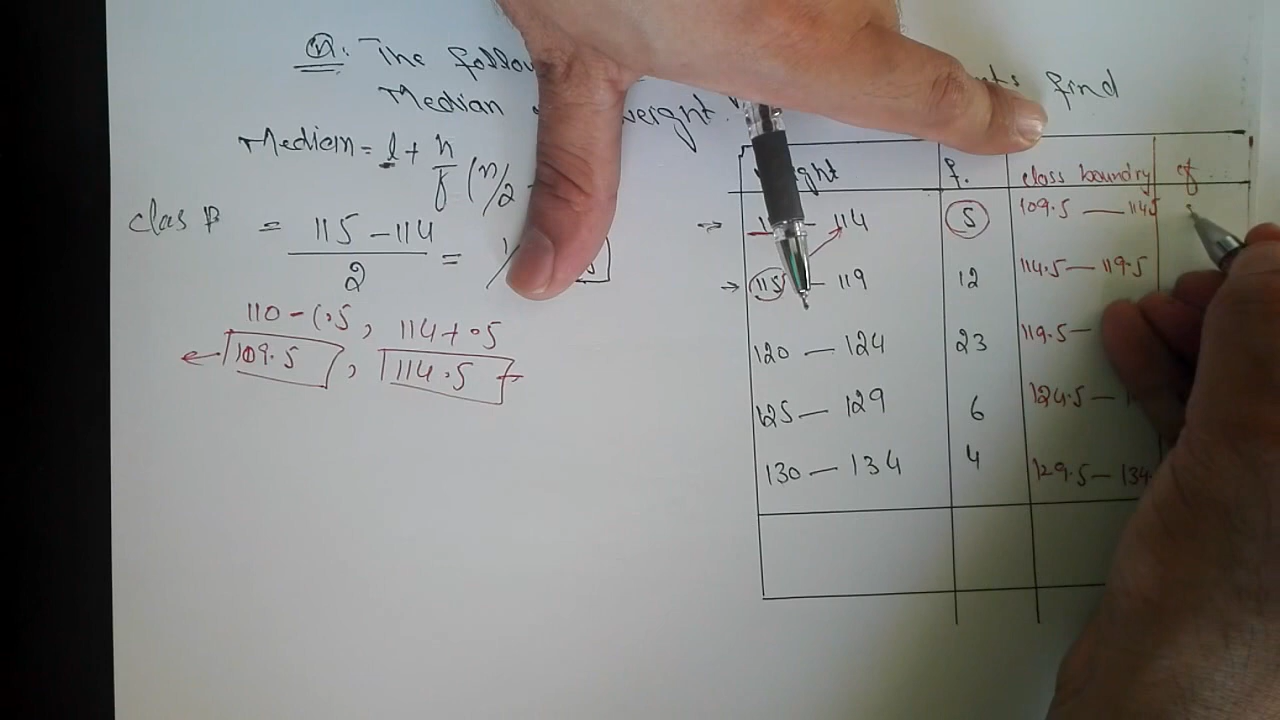 Q. The follow find
Median weight.
Median = l + h/f (n/2 -
clas B = 115 - 114 / 2 =
110 - 0.5, 114 + 0.5
109.5, 114.5
f. class boundry cf
114 5 109.5 — 114.5
115 — 119 12 114.5 — 119.5
120 — 124 23 119.5 —
125 — 129 6 124.5 —
130 — 134 4 129.5 — 134.